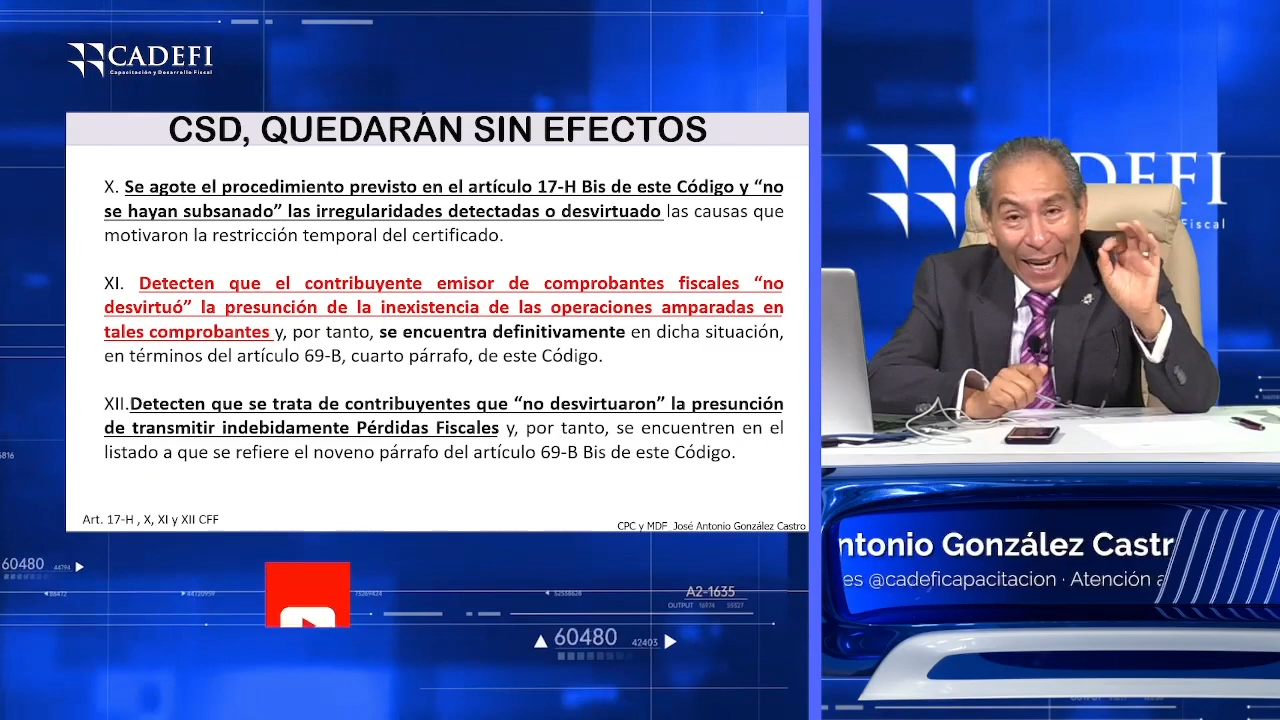 CADEFI
Capacitación y Desarrollo Fiscal
CSD, QUEDARÁN SIN EFECTOS
X. Se agote el procedimiento previsto en el artículo 17-H Bis de este Código y “no
se hayan subsanado” las irregularidades detectadas o desvirtuado las causas que
motivaron la restricción temporal del certificado.
XI. Detecten que el contribuyente emisor de comprobantes fiscales “no
desvirtuó” la presunción de la inexistencia de las operaciones amparadas en
tales comprobantes y, por tanto, se encuentra definitivamente en dicha situación,
en términos del artículo 69-B, cuarto párrafo, de este Código.
XII.Detecten que se trata de contribuyentes que “no desvirtuaron” la presunción
de transmitir indebidamente Pérdidas Fiscales y, por tanto, se encuentren en el
listado a que se refiere el noveno párrafo del artículo 69-B Bis de este Código.
Art. 17-H , X, XI y XII CFF
CPC y MDF José Antonio González Castro
CADEFI
Fiscal
ntonio González Castr
es @cadeficapacitacion · Atención a
60480
44794
A2-1635
OUTPUT 16974
60480
42403